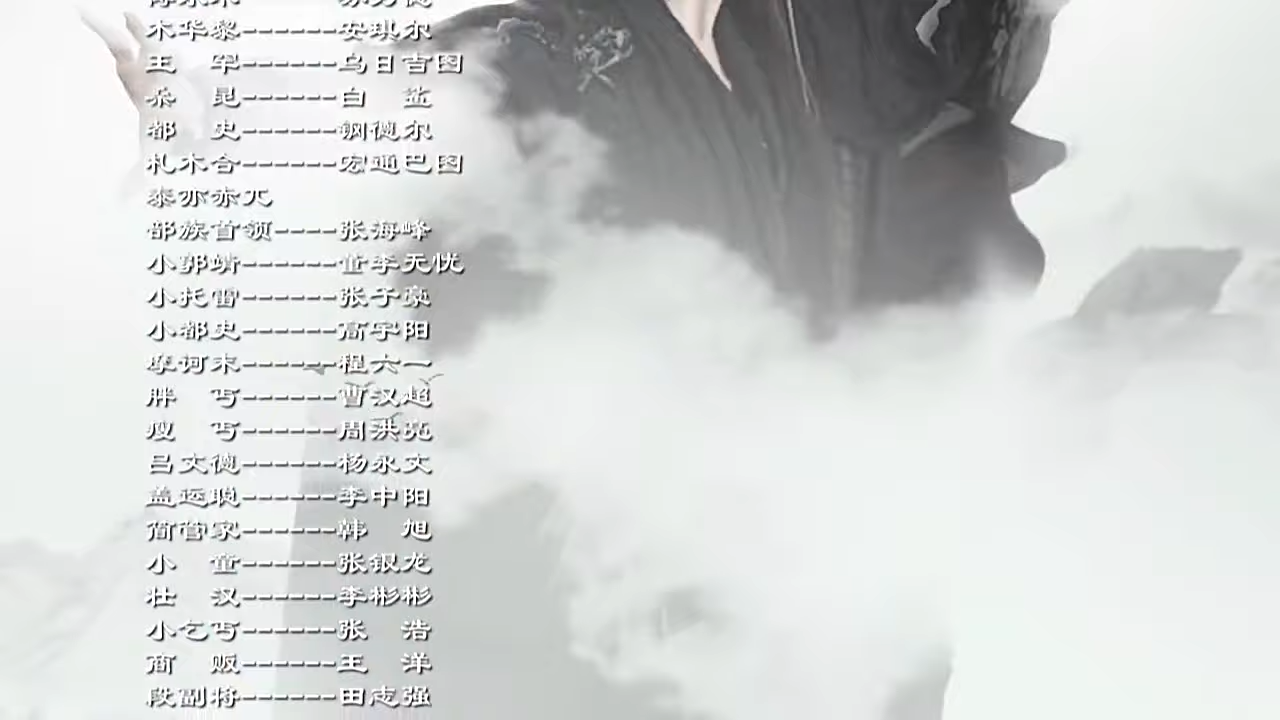 木华黎------安琪尔
王　罕------乌日吉图
桑　昆------白　鲨
都　史------钢德尔
札木合------宏通巴图
泰亦赤兀
部族首领----张海峰
小郭靖------董李无忧
小托雷------张子豪
小都史------高宇阳
摩诃末------程六一
胖　丐------曹汉超
瘦　丐------周洪亮
吕文德------杨永文
盖运聪------李中阳
简管家------韩　旭
小　童------张银龙
壮　汉------李彬彬
小乞丐------张　浩
商　贩------王　洋
段副将------田志强